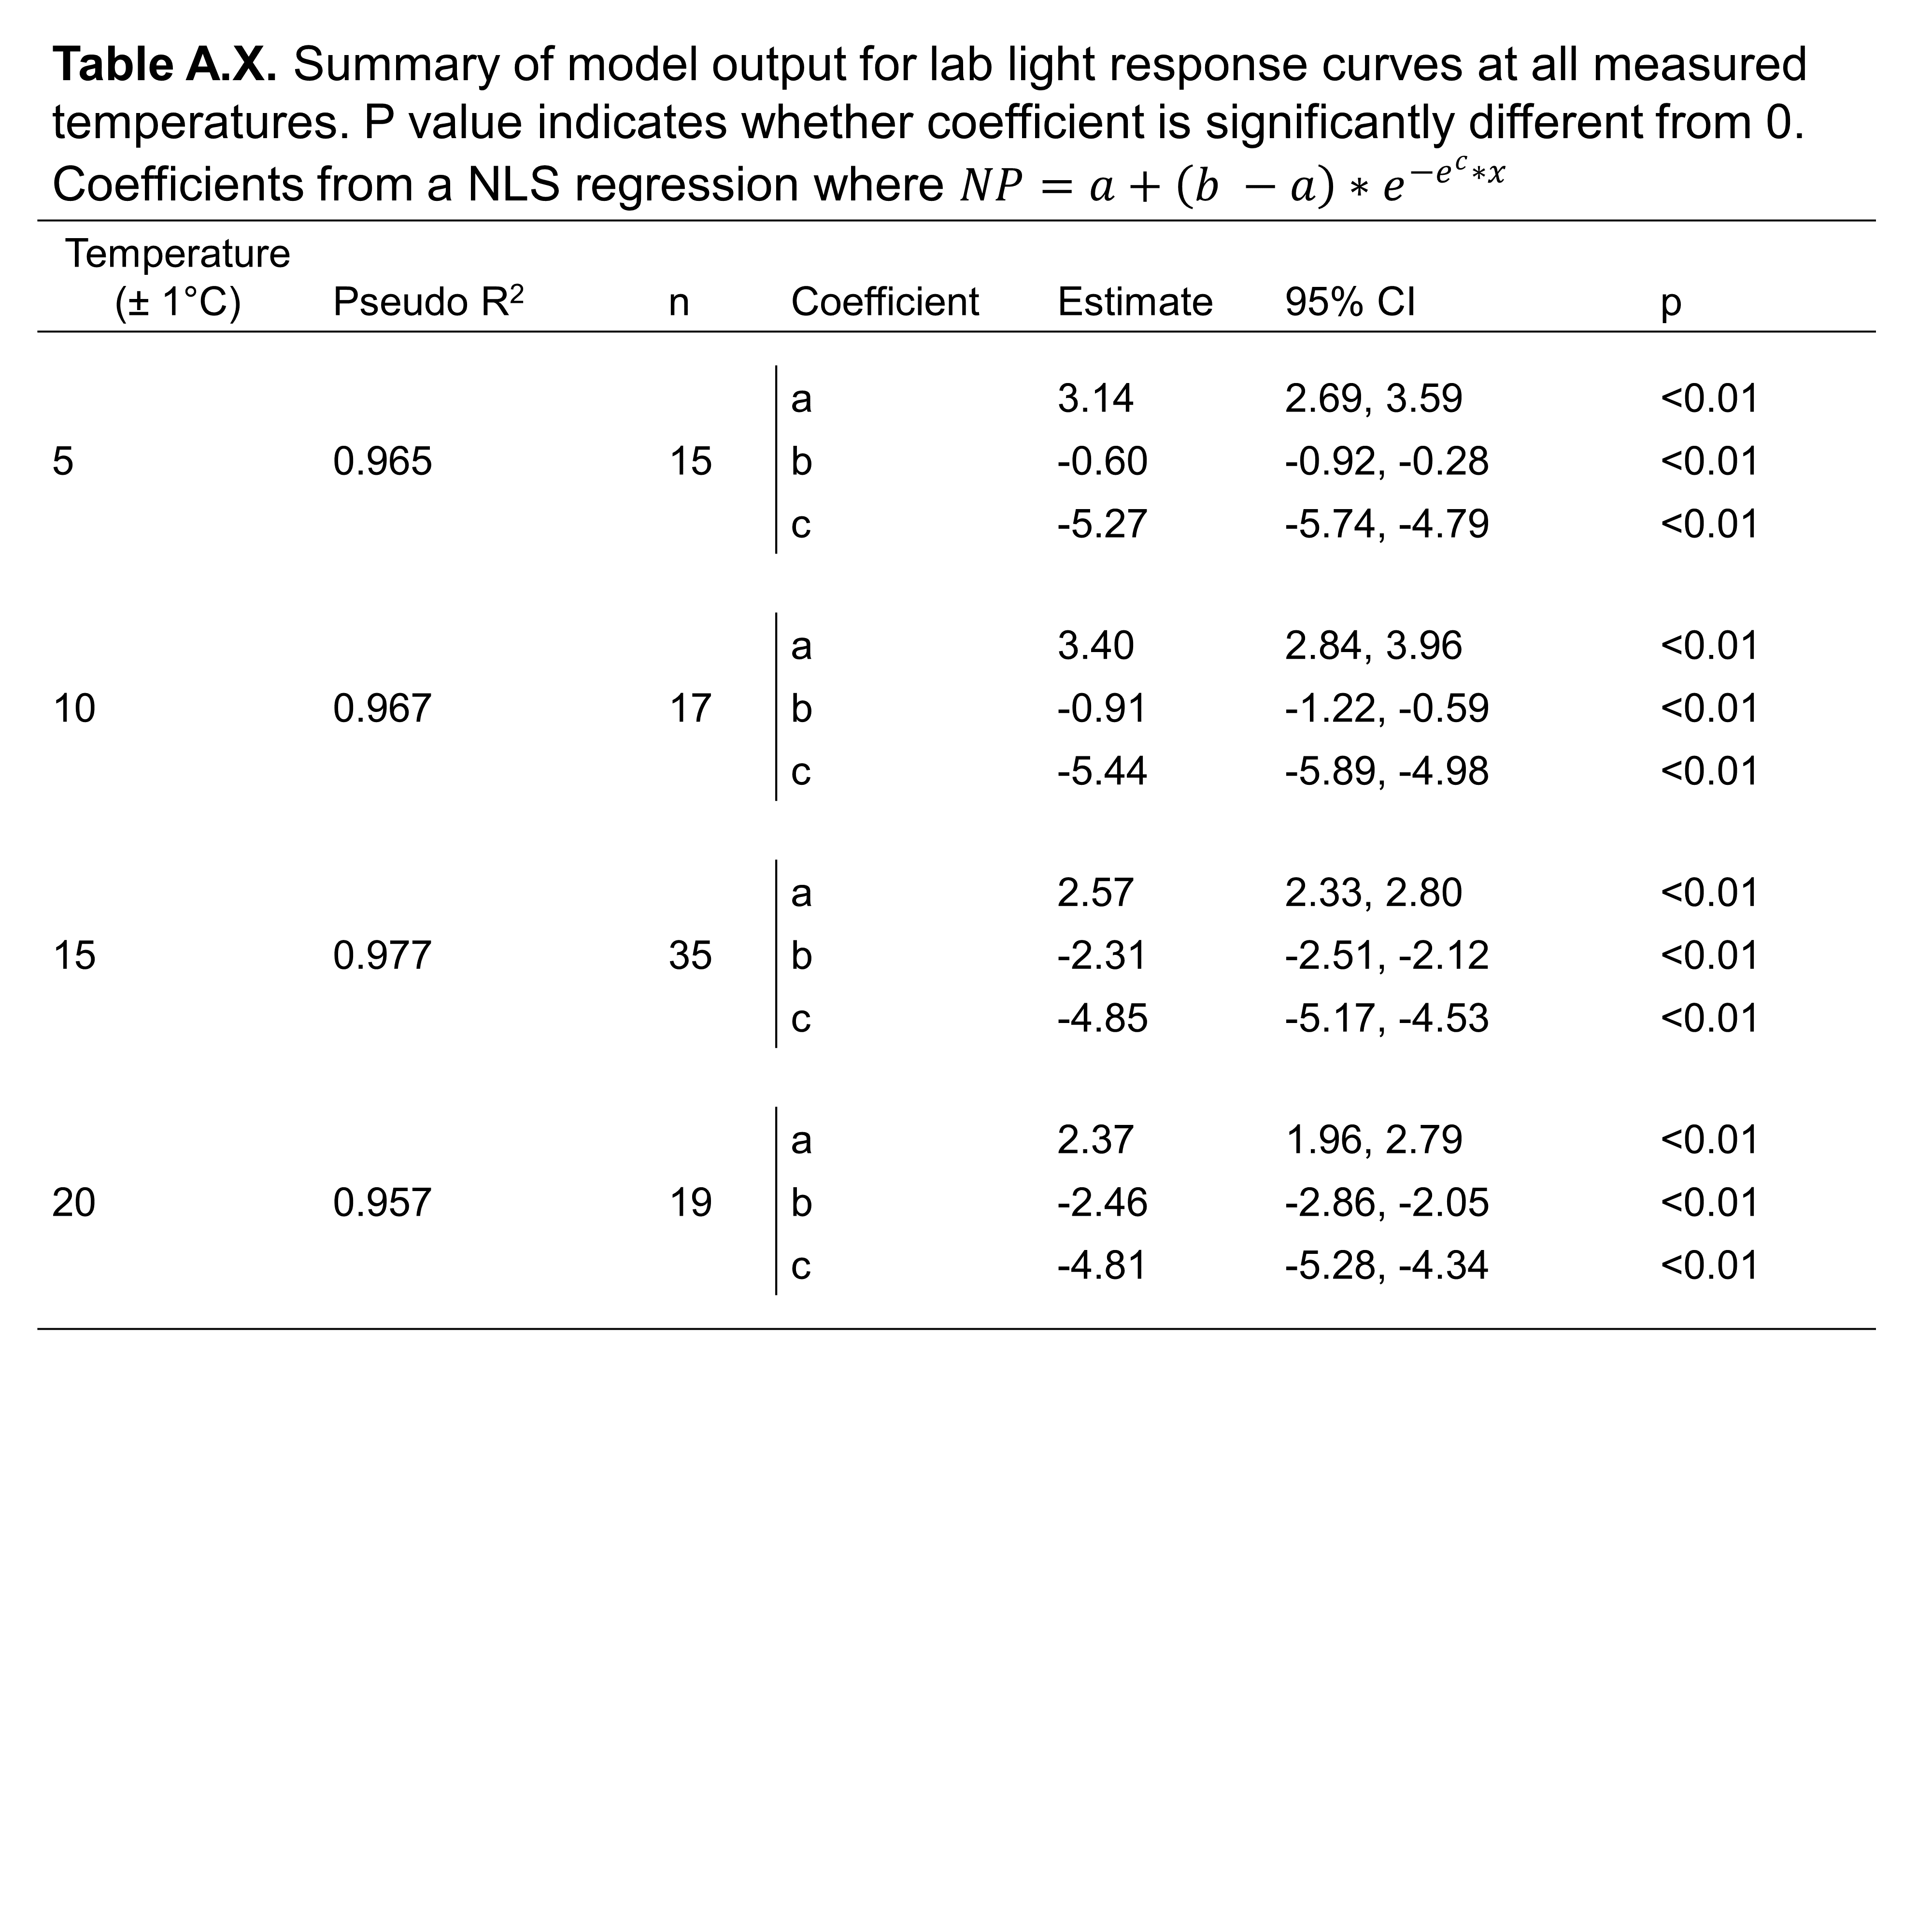 Table A.X. Summary of model output for lab light response curves at all measured
temperatures. P value indicates whether coefficient is significantly different from 0.
Coefficients from a NLS regression where NP = a + (b − a) * e^{−e^c*x}
Temperature
(± 1°C) Pseudo R² n Coefficient Estimate 95% CI p
a 3.14 2.69, 3.59 <0.01
5 0.965 15 b -0.60 -0.92, -0.28 <0.01
c -5.27 -5.74, -4.79 <0.01
a 3.40 2.84, 3.96 <0.01
10 0.967 17 b -0.91 -1.22, -0.59 <0.01
c -5.44 -5.89, -4.98 <0.01
a 2.57 2.33, 2.80 <0.01
15 0.977 35 b -2.31 -2.51, -2.12 <0.01
c -4.85 -5.17, -4.53 <0.01
a 2.37 1.96, 2.79 <0.01
20 0.957 19 b -2.46 -2.86, -2.05 <0.01
c -4.81 -5.28, -4.34 <0.01